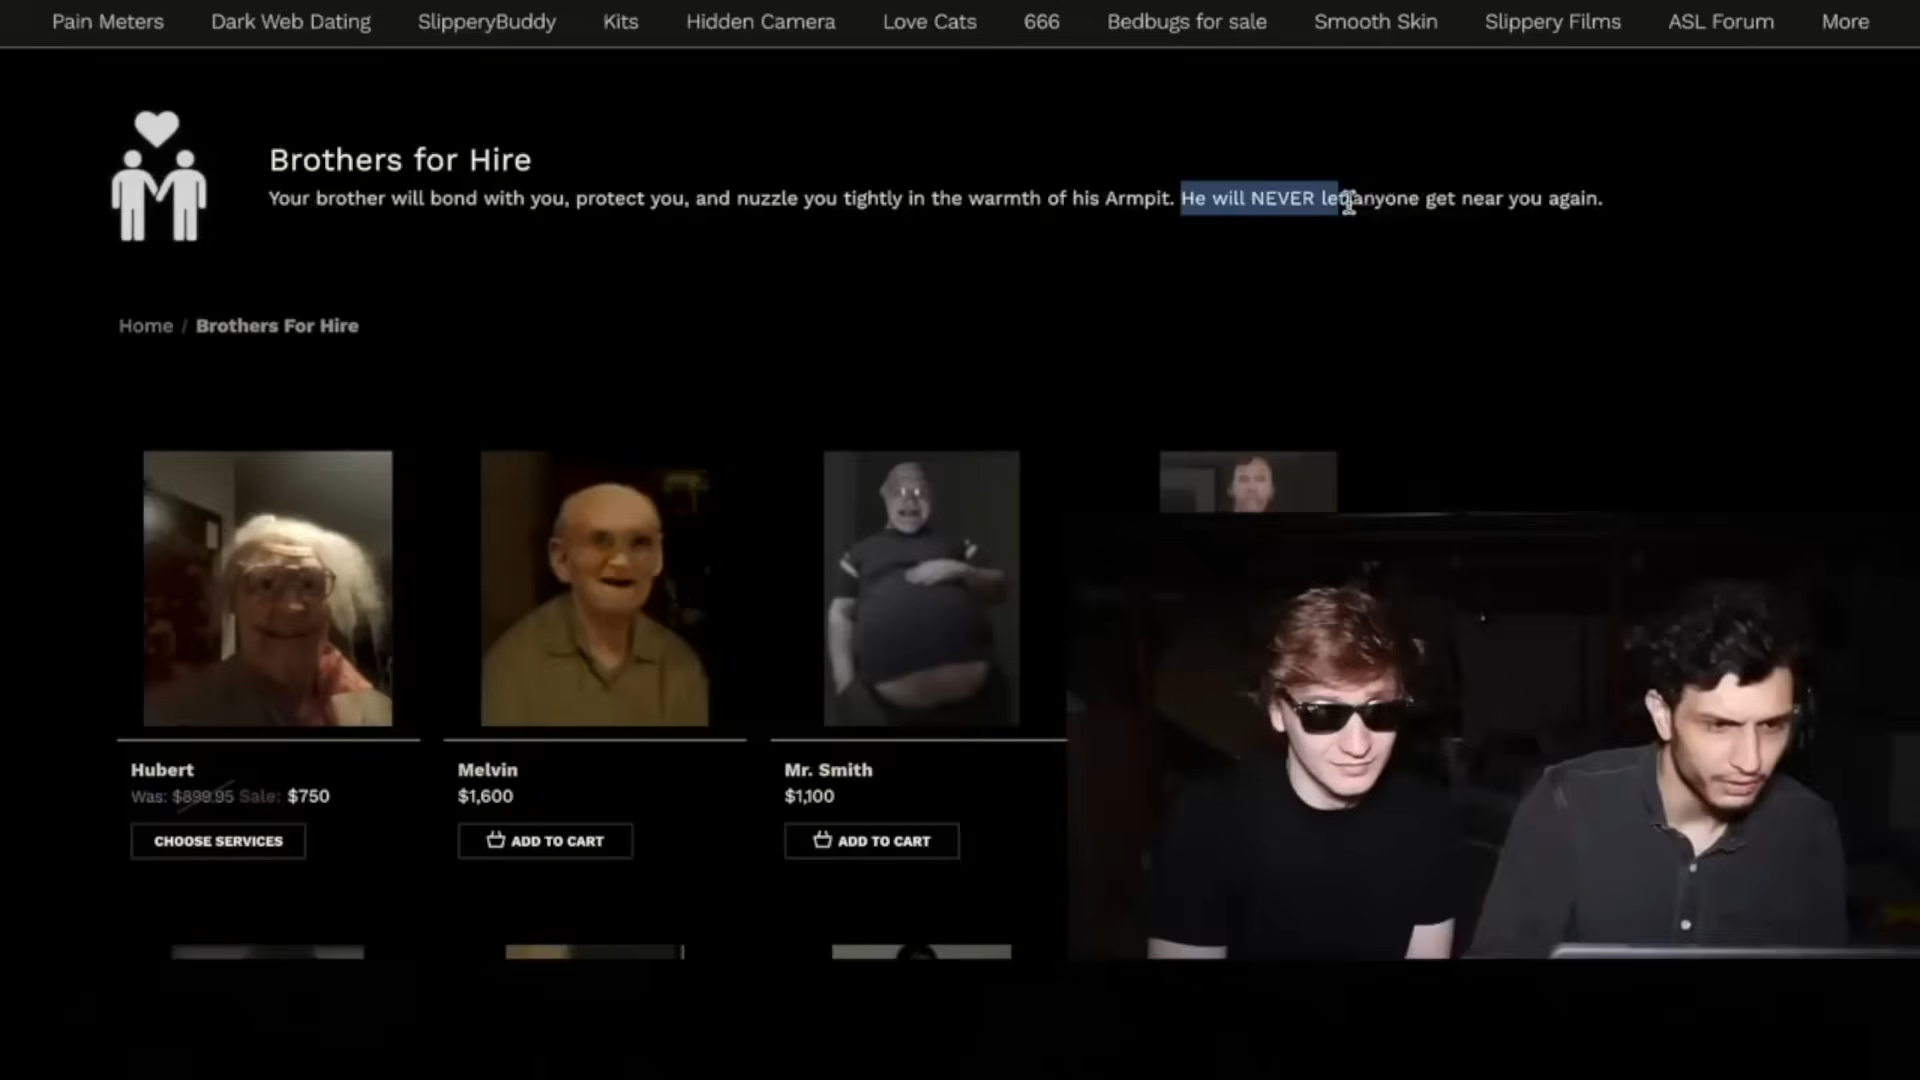 Pain Meters Dark Web Dating SlipperyBuddy Kits Hidden Camera Love Cats 666 Bedbugs for sale Smooth Skin Slippery Films ASL Forum More
Brothers for Hire
Your brother will bond with you, protect you, and nuzzle you tightly in the warmth of his Armpit. He will NEVER let anyone get near you again.
Home / Brothers For Hire
Hubert
Was: $899.95 Sale: $750
CHOOSE SERVICES
Melvin
$1,600
ADD TO CART
Mr. Smith
$1,100
ADD TO CART